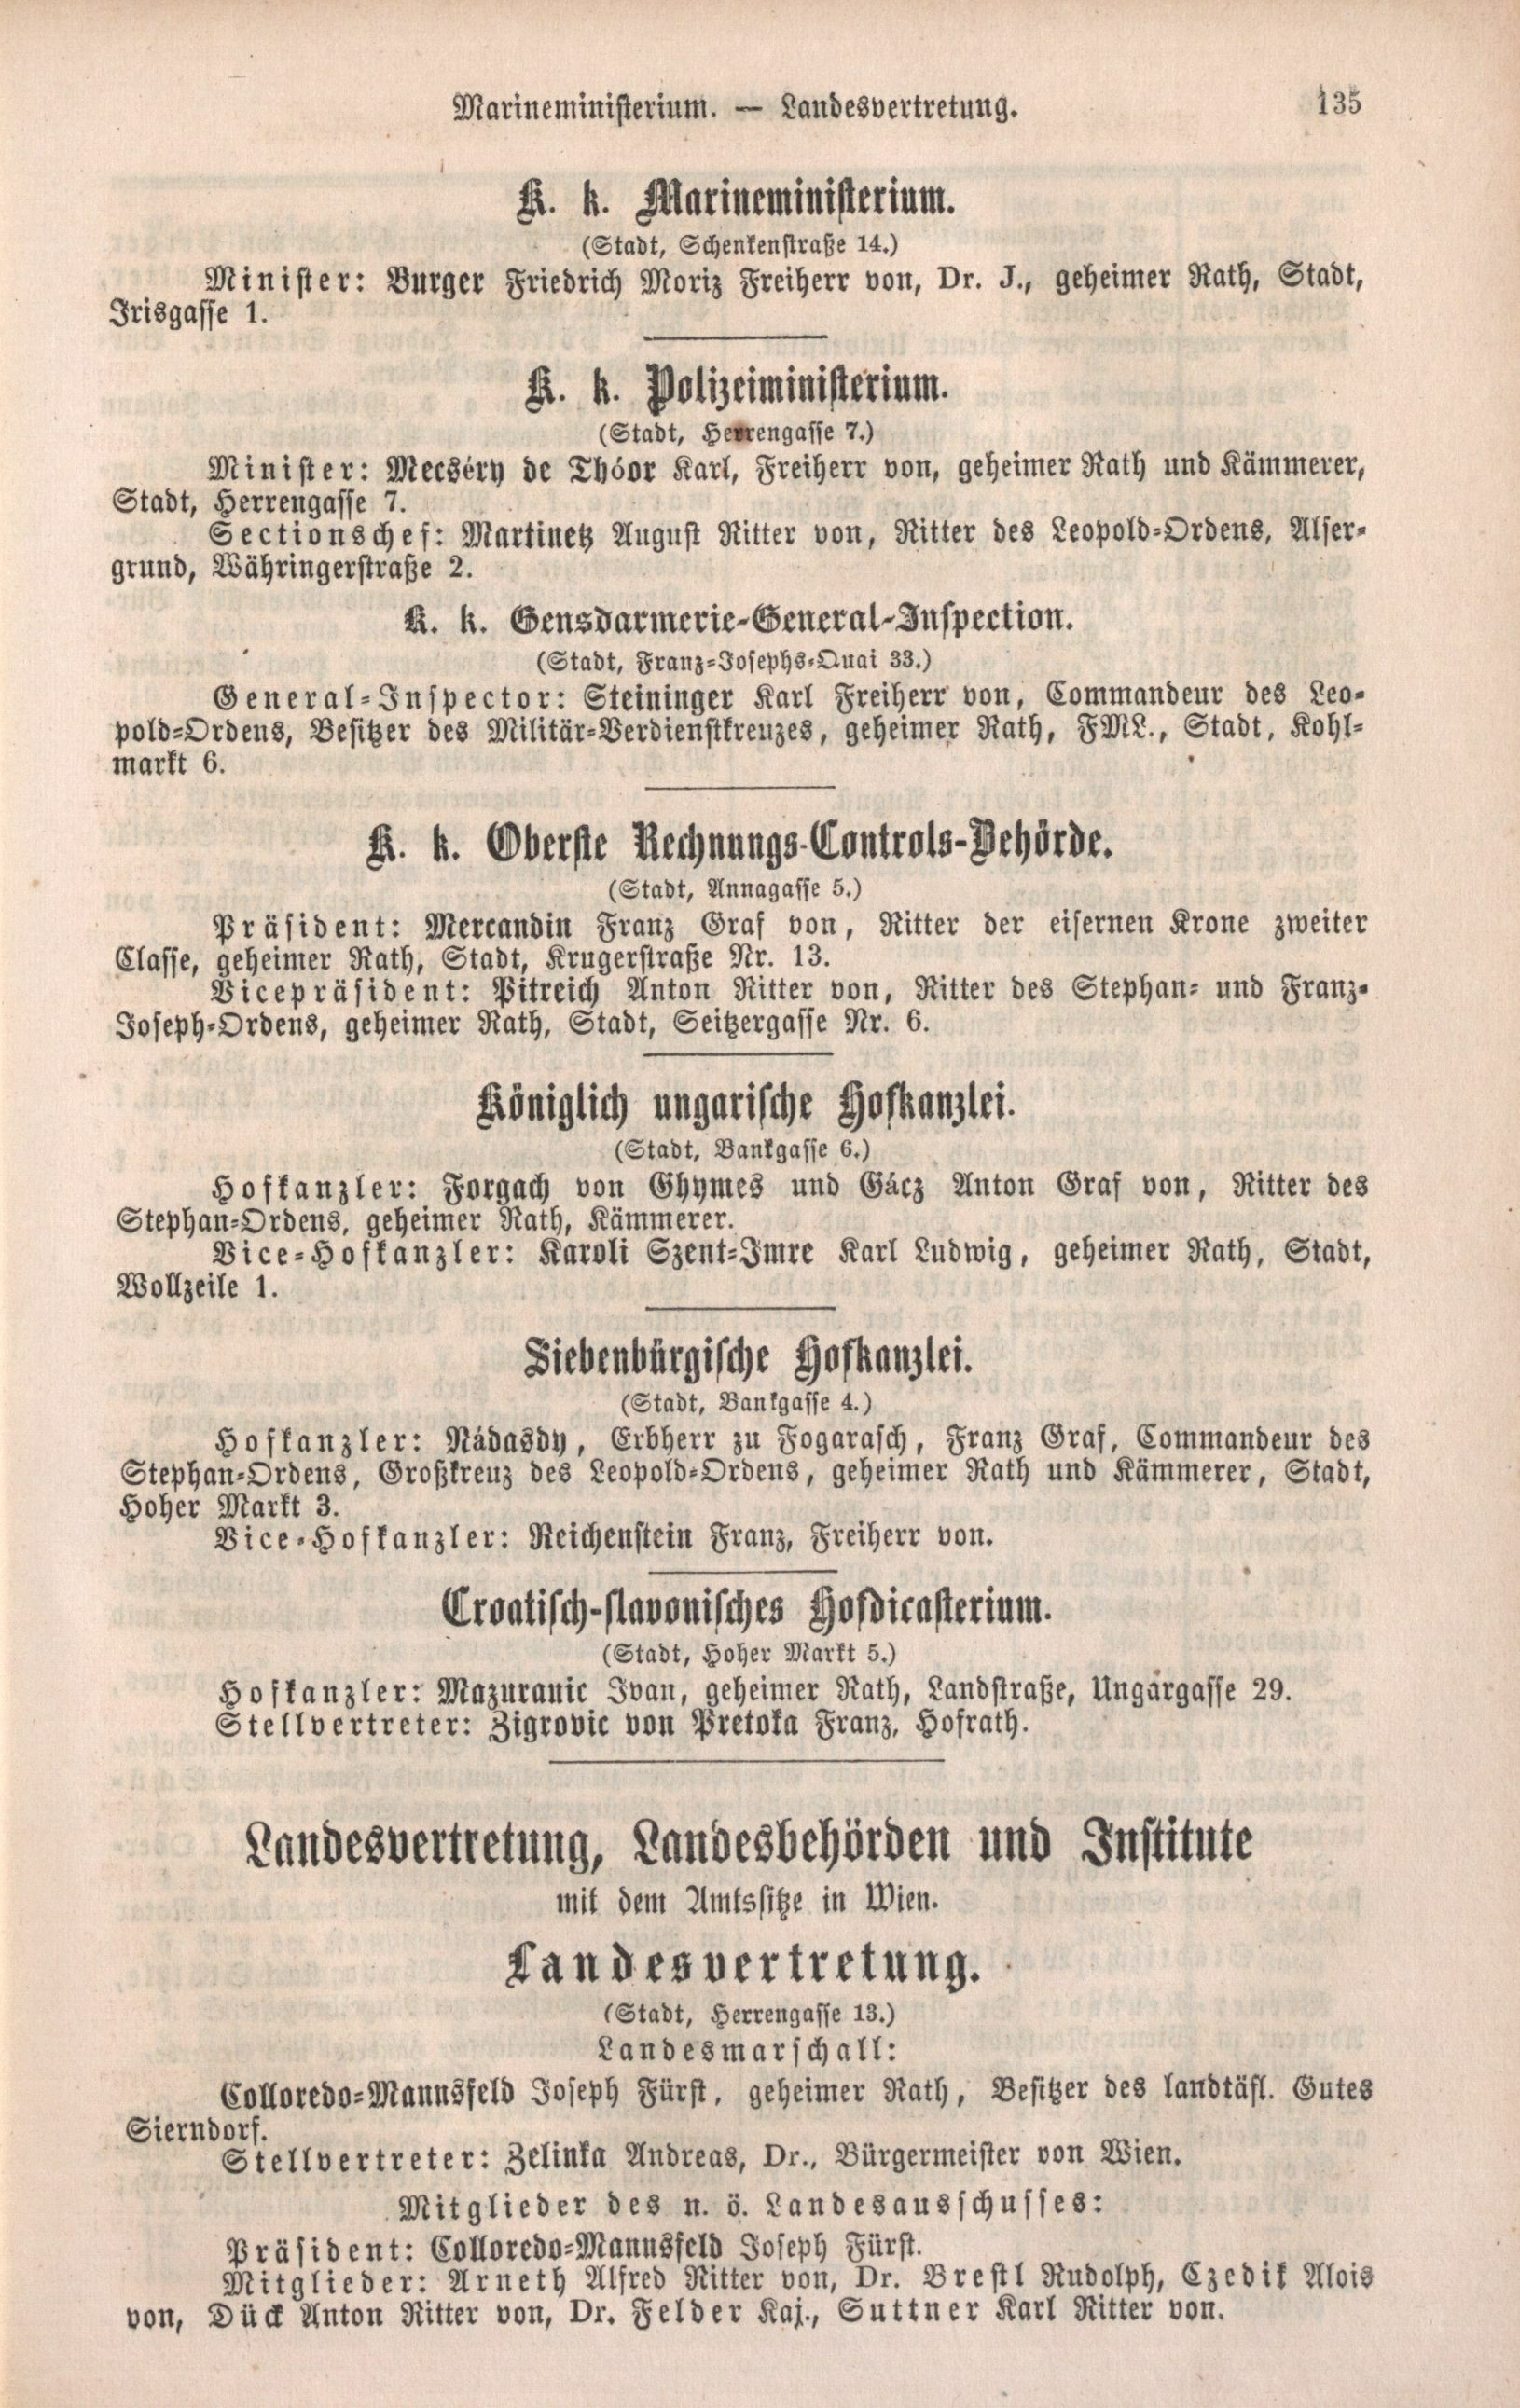 Marineministerium. — Landesvertretung. 135
K. k. Marineministerium.
(Stadt, Schenkenstraße 14.)
Minister: Burger Friedrich Moriz Freiherr von, Dr. J., geheimer Rath, Stadt,
Irisgasse 1.
K. k. Polizeiministerium.
(Stadt, Herrengasse 7.)
Minister: Mecséry de Thóor Karl, Freiherr von, geheimer Rath und Kämmerer,
Stadt, Herrengasse 7.
Sectionschef: Martinetz August Ritter von, Ritter des Leopold-Ordens, Alser-
grund, Währingerstraße 2.
K. k. Gensdarmerie-General-Inspection.
(Stadt, Franz-Josephs-Quai 33.)
General-Inspector: Steininger Karl Freiherr von, Commandeur des Leo-
pold-Ordens, Besitzer des Militär-Verdienstkreuzes, geheimer Rath, FML., Stadt, Kohl-
markt 6.
K. k. Oberste Rechnungs-Controls-Behörde.
(Stadt, Annagasse 5.)
Präsident: Mercandin Franz Graf von, Ritter der eisernen Krone zweiter
Classe, geheimer Rath, Stadt, Krugerstraße Nr. 13.
Vicepräsident: Pitreich Anton Ritter von, Ritter des Stephan- und Franz-
Joseph-Ordens, geheimer Rath, Stadt, Seitzergasse Nr. 6.
Königlich ungarische Hofkanzlei.
(Stadt, Bankgasse 6.)
Hofkanzler: Forgach von Ghymes und Gácz Anton Graf von, Ritter des
Stephan-Ordens, geheimer Rath, Kämmerer.
Vice-Hofkanzler: Karoli Szent-Imre Karl Ludwig, geheimer Rath, Stadt,
Wollzeile 1.
Siebenbürgische Hofkanzlei.
(Stadt, Bankgasse 4.)
Hofkanzler: Nádasdy, Erbherr zu Fogarasch, Franz Graf, Commandeur des
Stephan-Ordens, Großkreuz des Leopold-Ordens, geheimer Rath und Kämmerer, Stadt,
Hoher Markt 3.
Vice-Hofkanzler: Reichenstein Franz, Freiherr von.
Croatisch-slavonisches Hofdicasterium.
(Stadt, Hoher Markt 5.)
Hofkanzler: Mazuranic Ivan, geheimer Rath, Landstraße, Ungargasse 29.
Stellvertreter: Zigrovic von Pretoka Franz, Hofrath.
Landesvertretung, Landesbehörden und Institute
mit dem Amtssitze in Wien.
Landesvertretung.
(Stadt, Herrengasse 13.)
Landesmarschall:
Colloredo-Mannsfeld Joseph Fürst, geheimer Rath, Besitzer des landtäfl. Gutes
Sierndorf.
Stellvertreter: Zelinka Andreas, Dr., Bürgermeister von Wien.
Mitglieder des n. ö. Landesausschusses:
Präsident: Colloredo-Mannsfeld Joseph Fürst.
Mitglieder: Arneth Alfred Ritter von, Dr. Brestl Rudolph, Czedik Alois
von, Dück Anton Ritter von, Dr. Felder Kaj., Suttner Karl Ritter von.